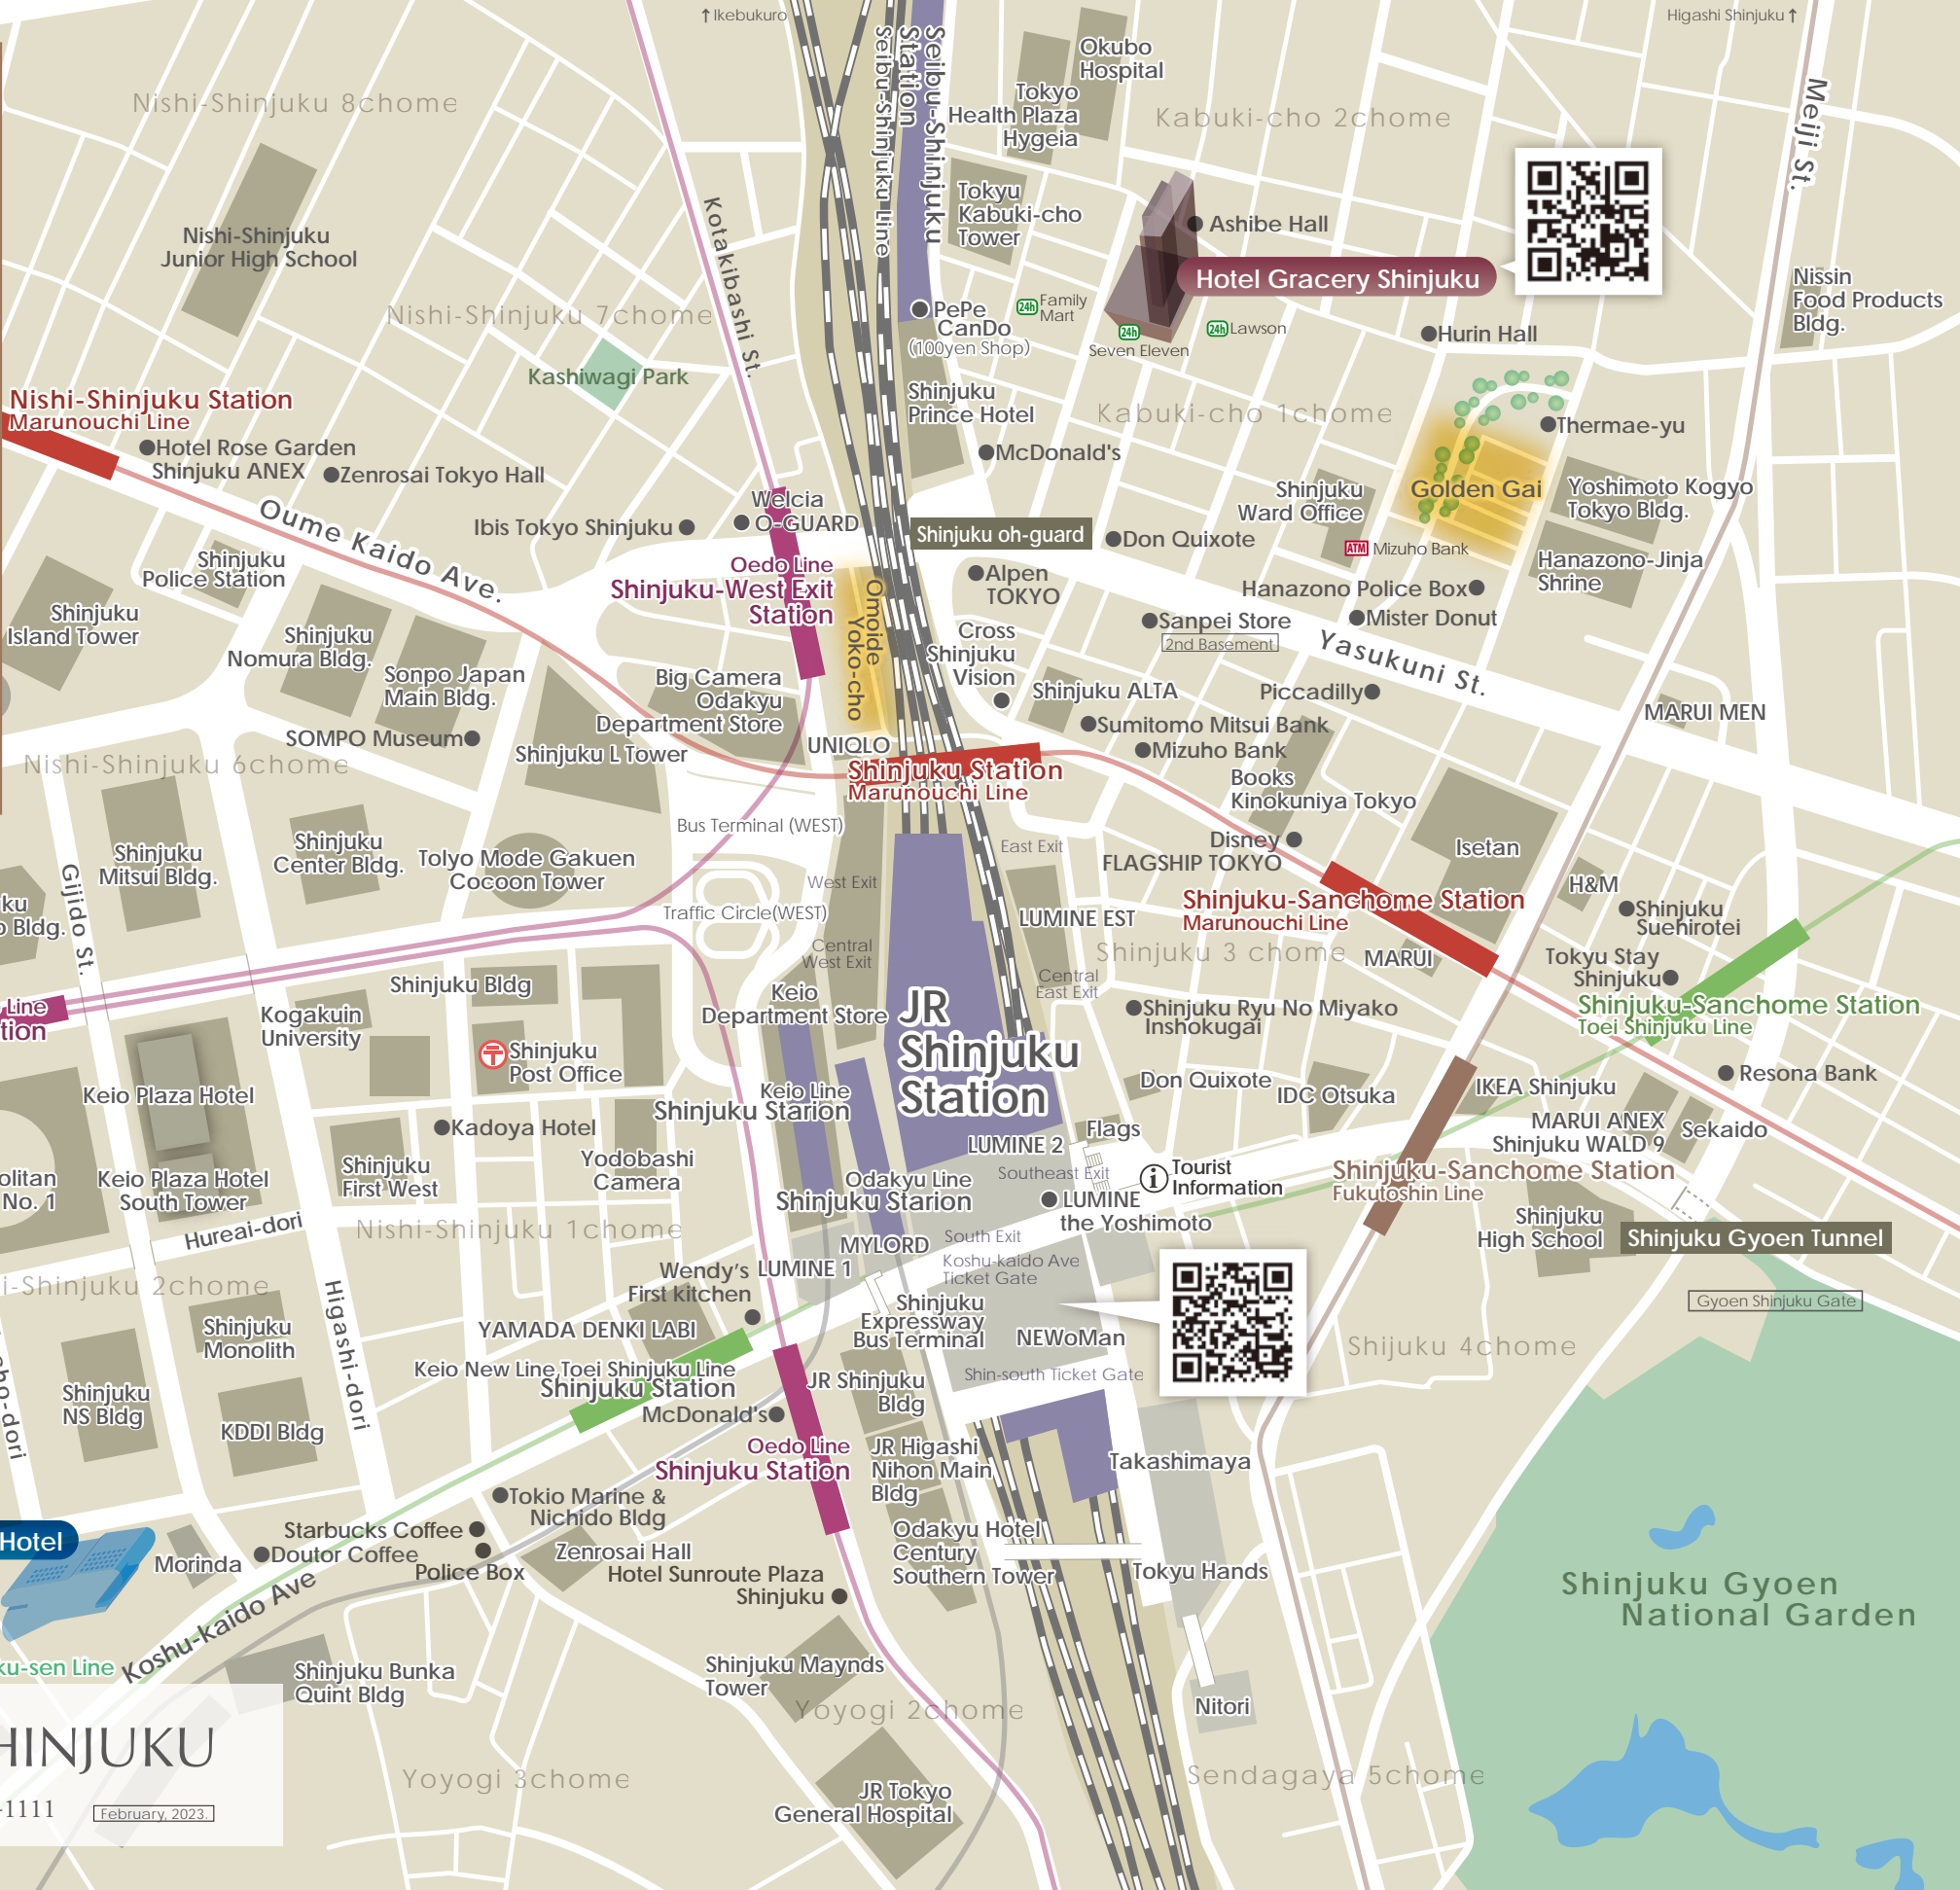 ↑Ikebukuro
Higashi Shinjuku↑
Nishi-Shinjuku 8chome
Nishi-Shinjuku
Junior High School
Nishi-Shinjuku 7chome
Kashiwagi Park
Kotakibashi St.
Seibu-Shinjuku Line
Seibu-Shinjuku
Station
Okubo
Hospital
Tokyo
Health Plaza
Hygeia
Kabuki-cho 2chome
Meiji St.
Tokyu
Kabuki-cho
Tower
Ashibe Hall
Hotel Gracery Shinjuku
Nissin
Food Products
Bldg.
PePe
CanDo
(100yen Shop)
24h Family
Mart
24h
Seven Eleven
24h Lawson
Hurin Hall
Shinjuku
Prince Hotel
Kabuki-cho 1chome
McDonald's
Thermae-yu
Golden Gai
Shinjuku
Ward Office
Yoshimoto Kogyo
Tokyo Bldg.
ATM Mizuho Bank
Hanazono-Jinja
Shrine
Nishi-Shinjuku Station
Marunouchi Line
Hotel Rose Garden
Shinjuku ANEX
Zenrosai Tokyo Hall
Oume Kaido Ave.
Ibis Tokyo Shinjuku
Welcia
O-GUARD
Shinjuku oh-guard
Don Quixote
Shinjuku
Police Station
Oedo Line
Shinjuku-West Exit
Station
Omoide
Yoko-cho
Alpen
TOKYO
Hanazono Police Box
Sanpei Store
2nd Basement
Mister Donut
Yasukuni St.
Shinjuku
Island Tower
Shinjuku
Nomura Bldg.
Sonpo Japan
Main Bldg.
Cross
Shinjuku
Vision
Big Camera
Odakyu
Department Store
Shinjuku ALTA
Piccadilly
MARUI MEN
SOMPO Museum
Shinjuku L Tower
UNIQLO
Sumitomo Mitsui Bank
Mizuho Bank
Nishi-Shinjuku 6chome
Shinjuku Station
Marunouchi Line
Books
Kinokuniya Tokyo
Bus Terminal (WEST)
East Exit
Disney
FLAGSHIP TOKYO
Isetan
Shinjuku
Mitsui Bldg.
Shinjuku
Center Bldg.
Tolyo Mode Gakuen
Cocoon Tower
West Exit
H&M
Gijido St.
ku
o Bldg.
Traffic Circle(WEST)
LUMINE EST
Shinjuku-Sanchome Station
Marunouchi Line
Shinjuku
Suehirotei
Central
West Exit
Shinjuku 3 chome
MARUI
Tokyu Stay
Shinjuku
Central
East Exit
Shinjuku Bldg
Keio
Department Store
JR
Shinjuku
Station
Shinjuku-Sanchome Station
Toei Shinjuku Line
Line
tion
Kogakuin
University
Shinjuku Ryu No Miyako
Inshokugai
Shinjuku
Post Office
Keio Plaza Hotel
Keio Line
Shinjuku Starion
Don Quixote
IDC Otsuka
IKEA Shinjuku
Resona Bank
Kadoya Hotel
Flags
MARUI ANEX
Shinjuku WALD 9
Sekaido
LUMINE 2
Yodobashi
Camera
Shinjuku
First West
olitan
No. 1
Keio Plaza Hotel
South Tower
Odakyu Line
Shinjuku Starion
Southeast Exit
Tourist
Information
Shinjuku-Sanchome Station
Fukutoshin Line
LUMINE
the Yoshimoto
Hureai-dori
Nishi-Shinjuku 1chome
MYLORD
South Exit
Koshu-kaido Ave
Ticket Gate
Shinjuku
High School
Shinjuku Gyoen Tunnel
i-Shinjuku 2chome
Wendy's
First kitchen
LUMINE 1
Gyoen Shinjuku Gate
Shinjuku
Expressway
Bus Terminal
NEWoMan
Higashi-dori
Shinjuku
Monolith
YAMADA DENKI LABI
Shijuku 4chome
Keio New Line Toei Shinjuku Line
Shinjuku Station
Shin-south Ticket Gate
cho-dori
Shinjuku
NS Bldg
JR Shinjuku
Bldg
McDonald's
KDDI Bldg
Oedo Line
Shinjuku Station
JR Higashi
Nihon Main
Bldg
Takashimaya
Tokio Marine &
Nichido Bldg
Hotel
Starbucks Coffee
Morinda
Doutor Coffee
Police Box
Zenrosai Hall
Odakyu Hotel
Century
Southern Tower
Tokyu Hands
Hotel Sunroute Plaza
Shinjuku
Shinjuku Gyoen
National Garden
Koshu-kaido Ave
ku-sen Line
Shinjuku Bunka
Quint Bldg
Shinjuku Maynds
Tower
Nitori
Yoyogi 2chome
HINJUKU
Yoyogi 3chome
Sendagaya 5chome
-1111
February, 2023.
JR Tokyo
General Hospital